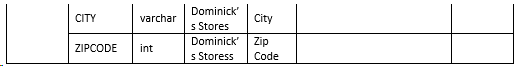 CITY varchar Dominick' City
s Stores
ZIPCODE int Dominick' Zip
s Storess Code